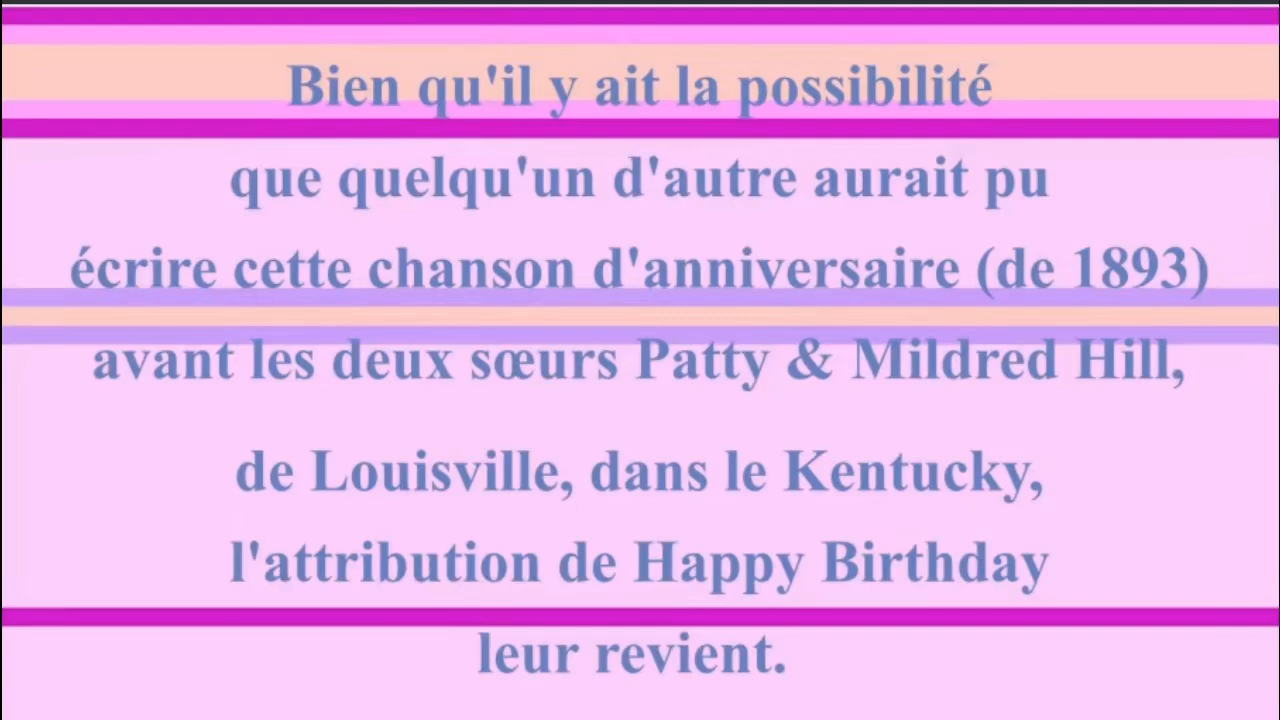 Bien qu'il y ait la possibilité
que quelqu'un d'autre aurait pu
écrire cette chanson d'anniversaire (de 1893)
avant les deux sœurs Patty & Mildred Hill,
de Louisville, dans le Kentucky,
l'attribution de Happy Birthday
leur revient.